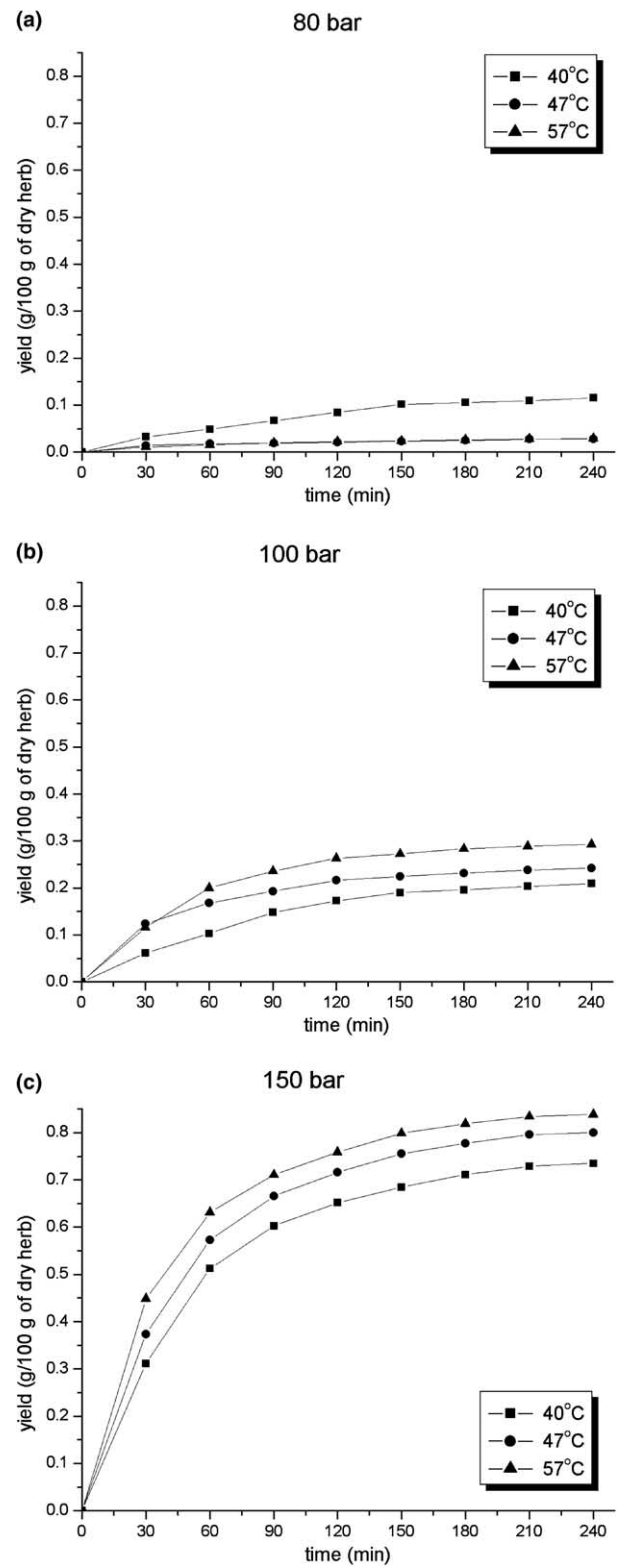 (a)
80 bar
40°C
47°C
57°C
yield (g/100 g of dry herb)
0.8
0.7
0.6
0.5
0.4
0.3
0.2
0.1
0.0
0 30 60 90 120 150 180 210 240
time (min)
(b)
100 bar
40°C
47°C
57°C
yield (g/100 g of dry herb)
0.8
0.7
0.6
0.5
0.4
0.3
0.2
0.1
0.0
0 30 60 90 120 150 180 210 240
time (min)
(c)
150 bar
yield (g/100 g of dry herb)
0.8
0.7
0.6
0.5
0.4
0.3
0.2
0.1
0.0
40°C
47°C
57°C
0 30 60 90 120 150 180 210 240
time (min)